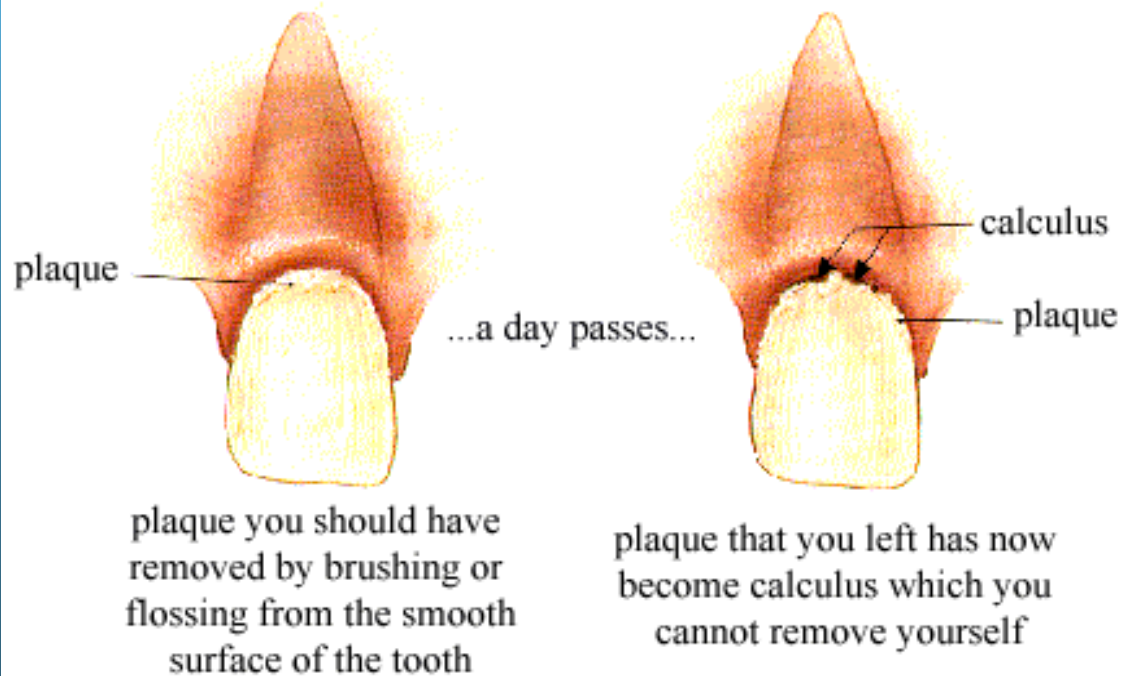 plaque
...a day passes...
calculus
plaque
plaque you should have
removed by brushing or
flossing from the smooth
surface of the tooth
plaque that you left has now
become calculus which you
cannot remove yourself